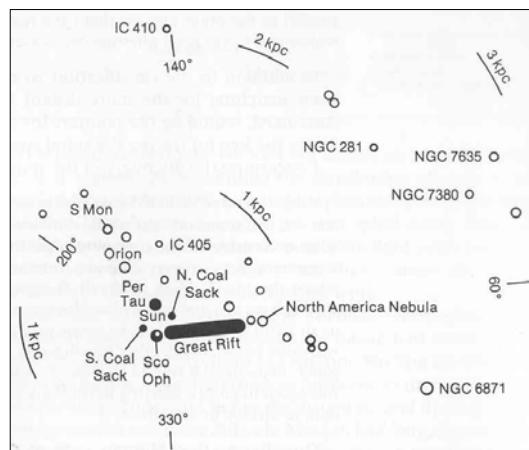 IC 410
140°
2 kpc
3 kpc
NGC 281
NGC 7635
NGC 7380
S Mon
1 kpc
200°
Orion
IC 405
Per
Tau
N. Coal
Sack
60°
Sun
North America Nebula
1 kpc
S. Coal
Sack
Great Rift
Sco
Oph
NGC 6871
330°